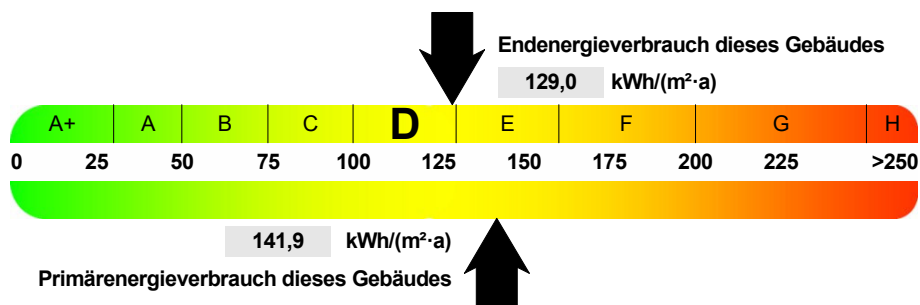 Endenergieverbrauch dieses Gebäudes
129,0 kWh/(m²·a)
A+ A B C D E F G H
0 25 50 75 100 125 150 175 200 225 >250
141,9 kWh/(m²·a)
Primärenergieverbrauch dieses Gebäudes